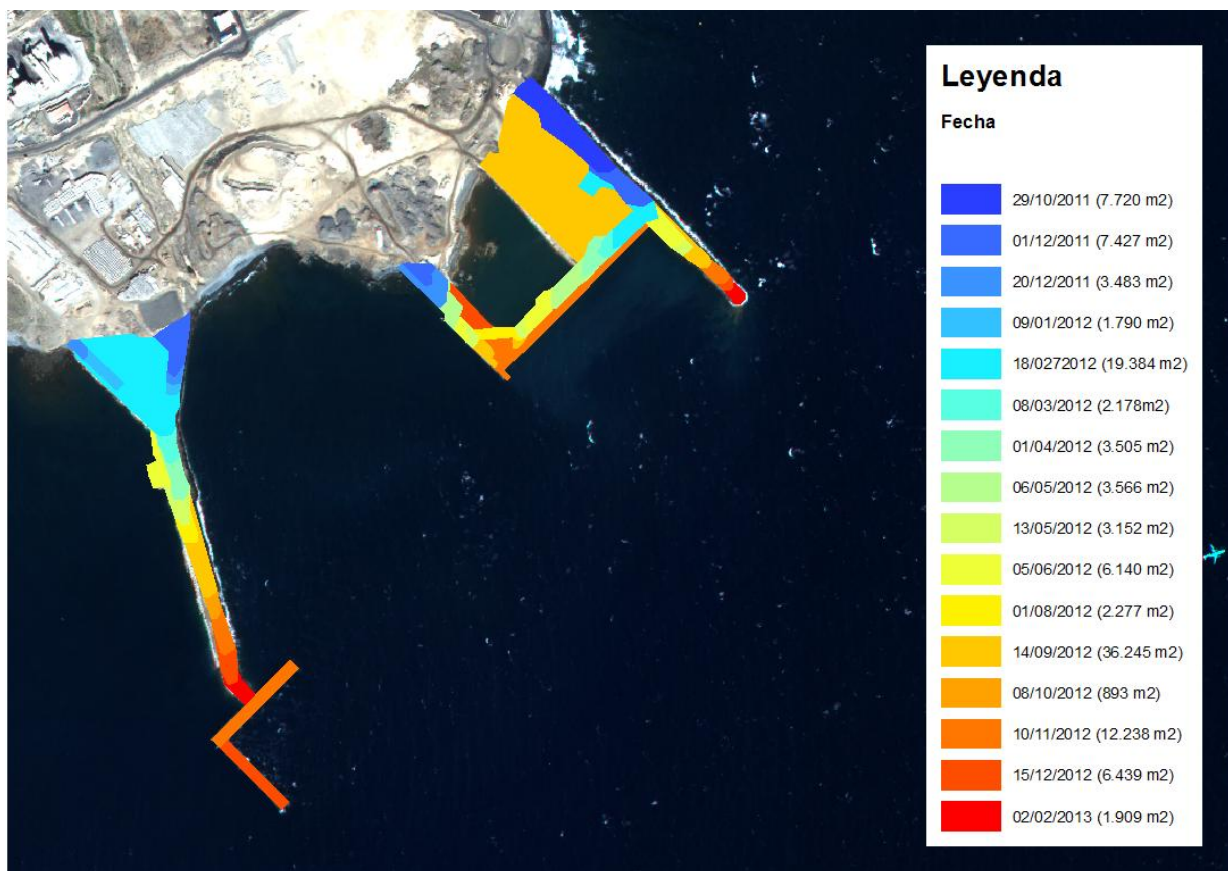 Leyenda
Fecha
29/10/2011 (7.720 m2)
01/12/2011 (7.427 m2)
20/12/2011 (3.483 m2)
09/01/2012 (1.790 m2)
18/0272012 (19.384 m2)
08/03/2012 (2.178m2)
01/04/2012 (3.505 m2)
06/05/2012 (3.566 m2)
13/05/2012 (3.152 m2)
05/06/2012 (6.140 m2)
01/08/2012 (2.277 m2)
14/09/2012 (36.245 m2)
08/10/2012 (893 m2)
10/11/2012 (12.238 m2)
15/12/2012 (6.439 m2)
02/02/2013 (1.909 m2)